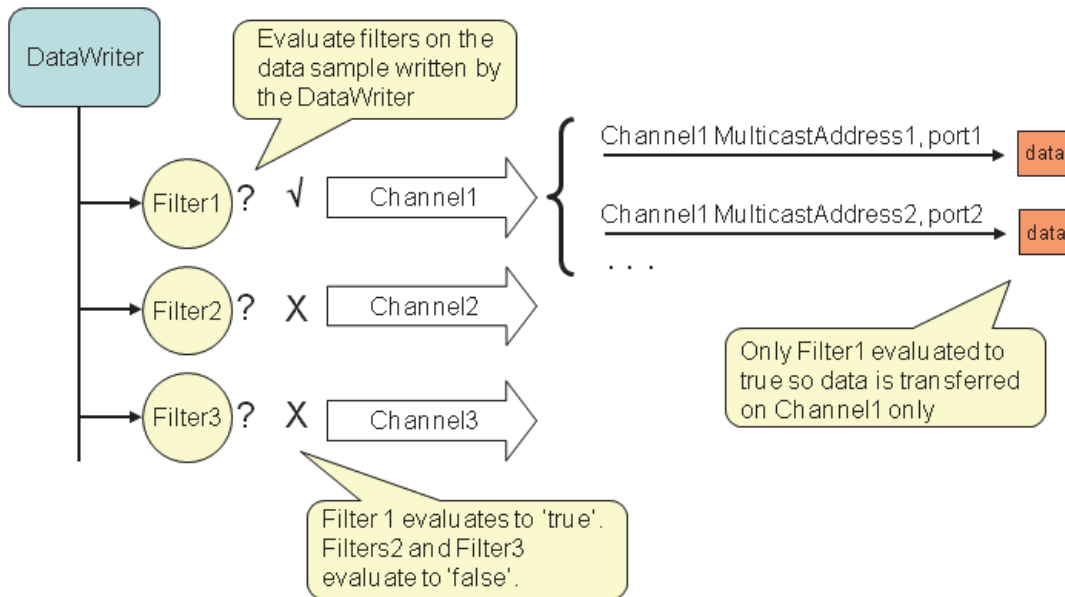 DataWriter
Evaluate filters on the
data sample written by
the DataWriter
Filter1 ? √ Channel1
Channel1 MulticastAddress1, port1
data
Channel1 MulticastAddress2, port2
data
. . .
Filter2 ? X Channel2
Only Filter1 evaluated to
true so data is transferred
on Channel1 only
Filter3 ? X Channel3
Filter 1 evaluates to 'true'.
Filters2 and Filter3
evaluate to 'false'.